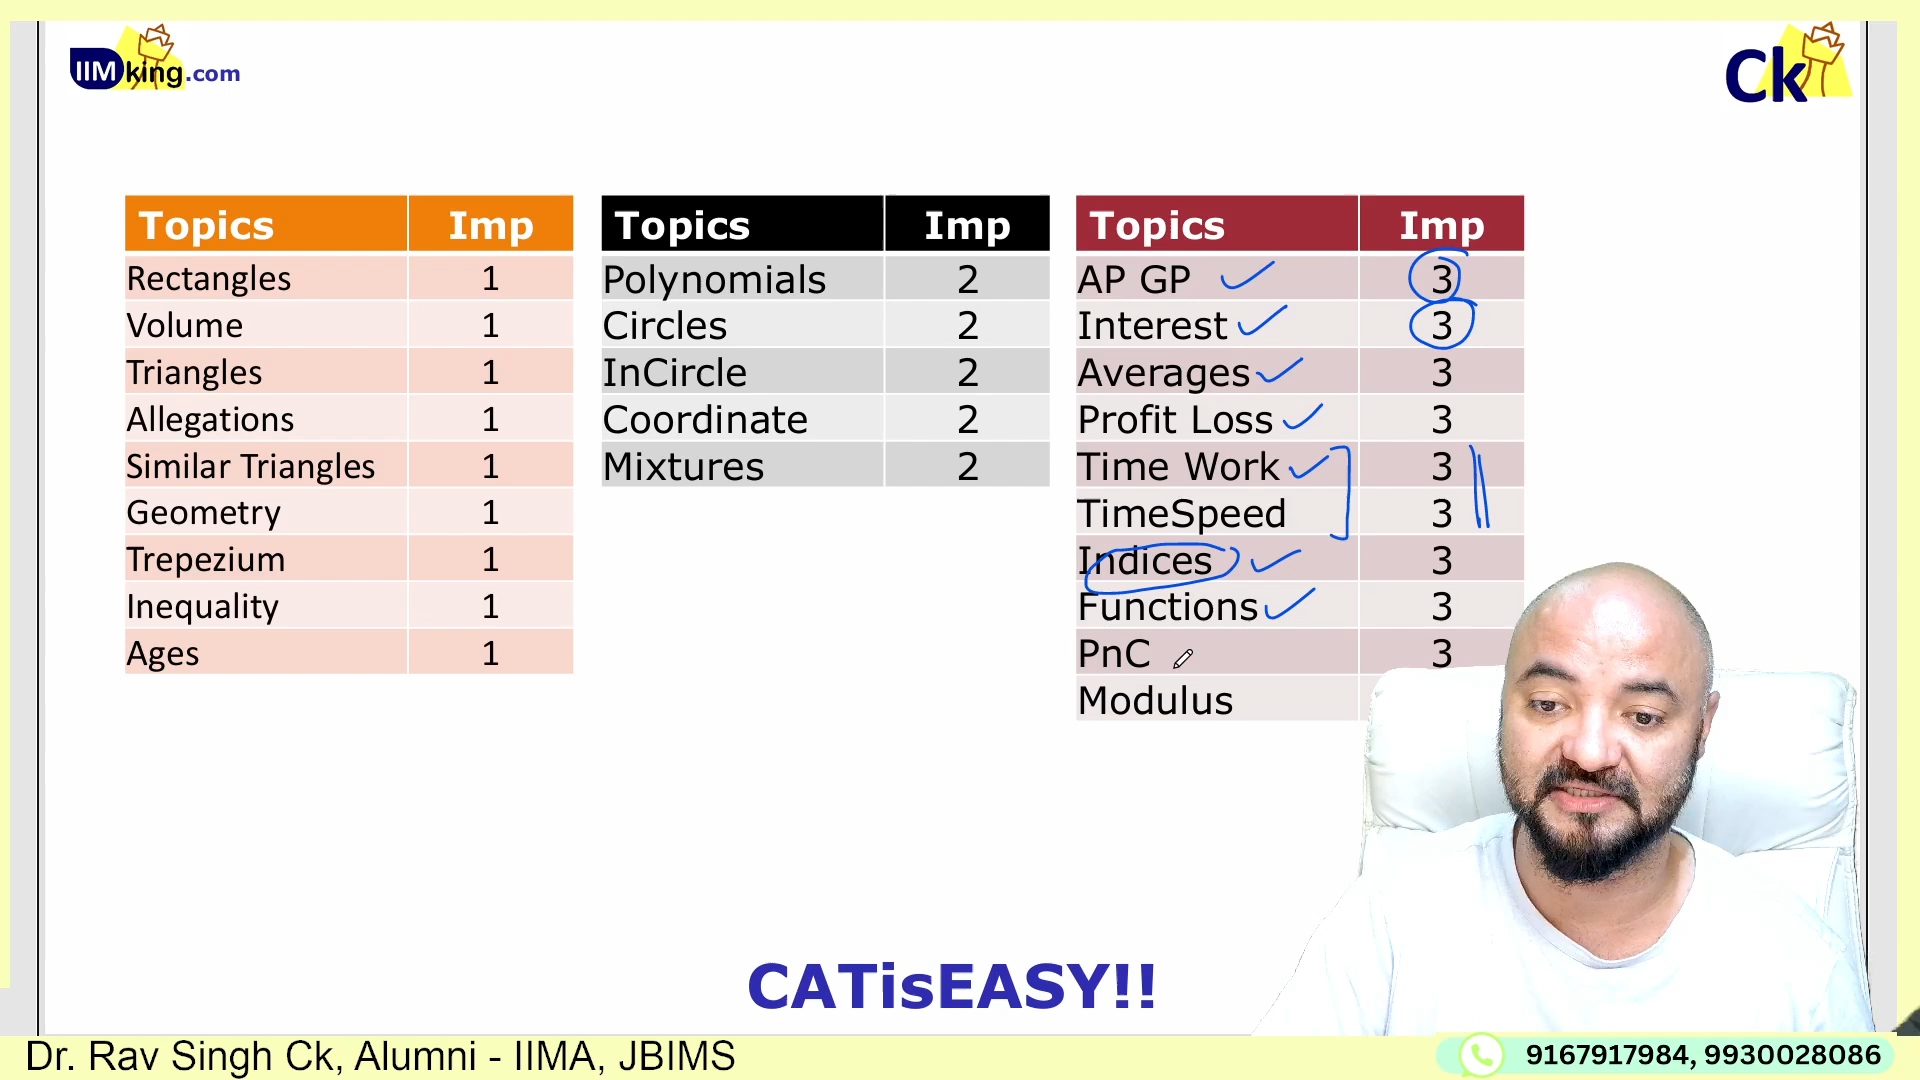 IIMking.com
Ck
Topics Imp
Rectangles 1
Volume 1
Triangles 1
Allegations 1
Similar Triangles 1
Geometry 1
Trepezium 1
Inequality 1
Ages 1
Topics Imp
Polynomials 2
Circles 2
InCircle 2
Coordinate 2
Mixtures 2
Topics Imp
AP GP 3
Interest 3
Averages 3
Profit Loss 3
Time Work 3
TimeSpeed 3
Indices 3
Functions 3
PnC 3
Modulus
CATisEASY!!
Dr. Rav Singh Ck, Alumni - IIMA, JBIMS
9167917984, 9930028086